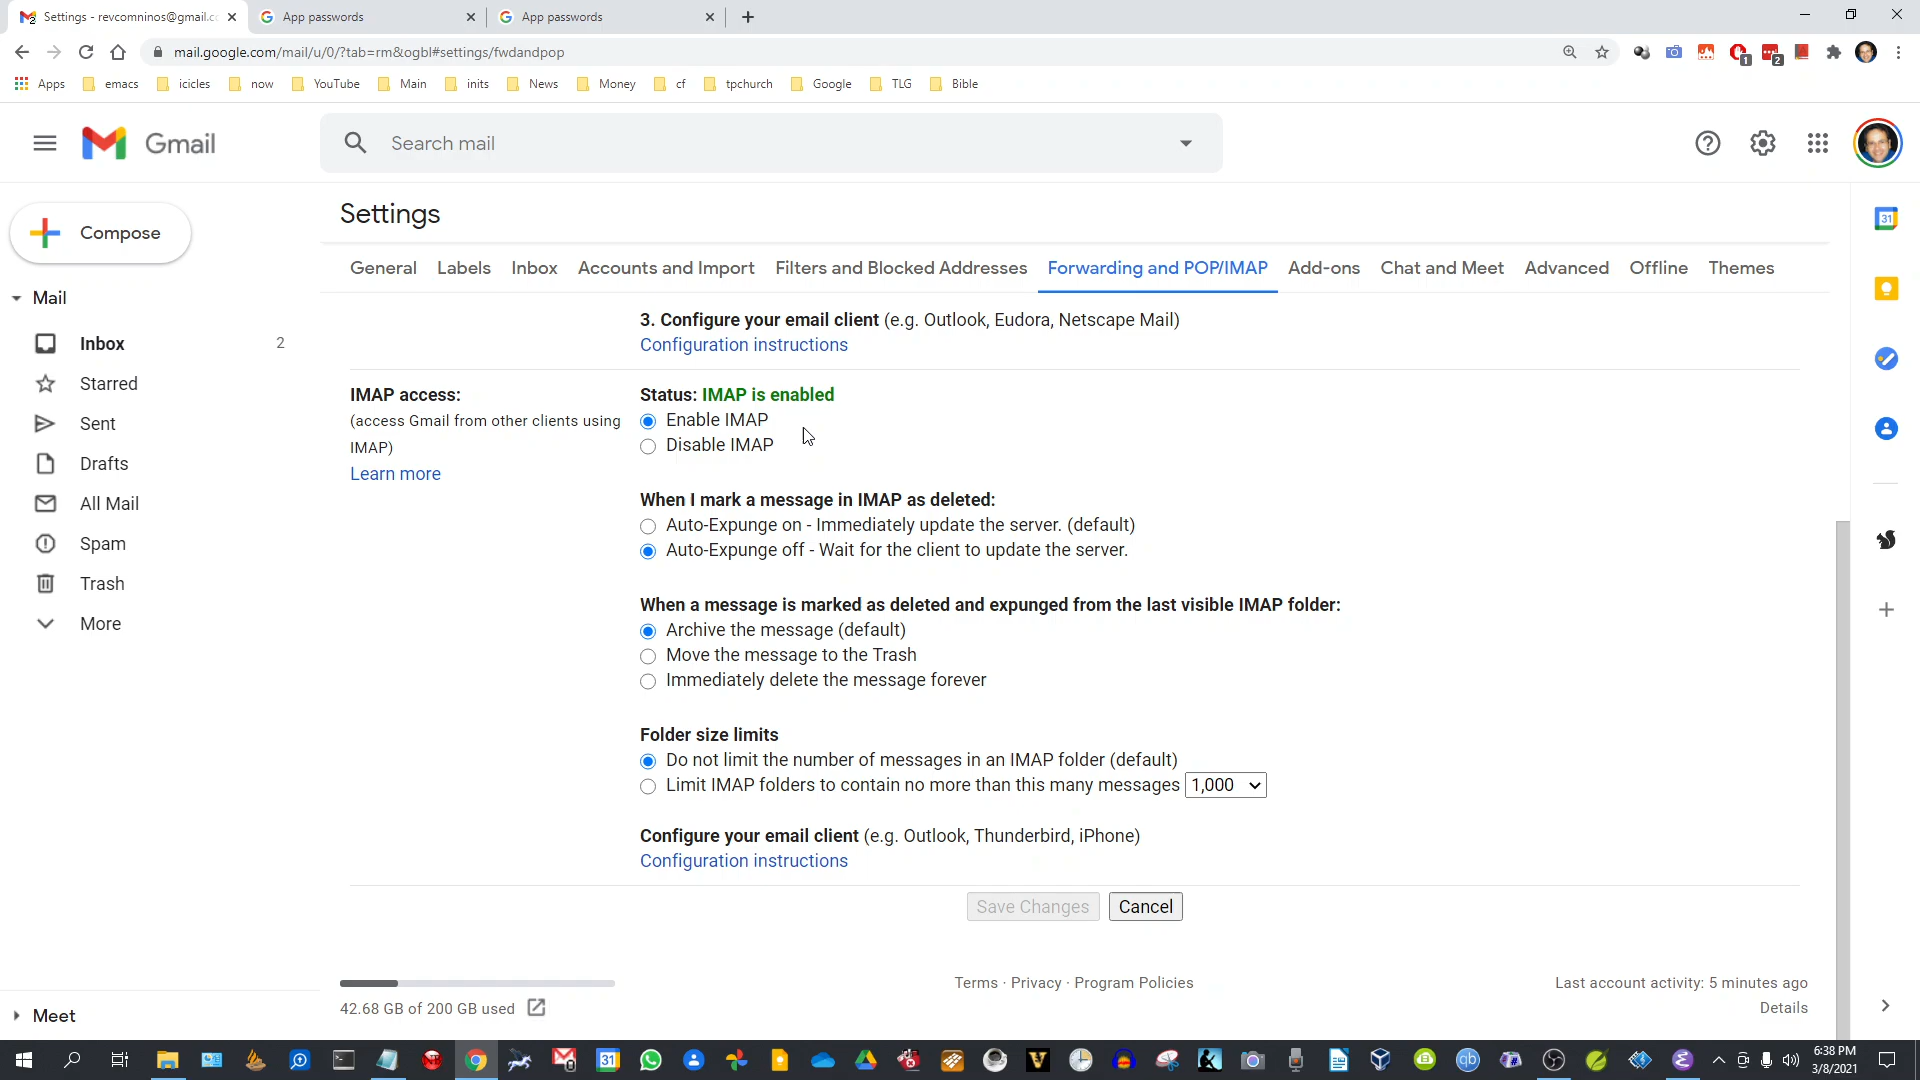 Settings - revcomninos@gmail.c
App passwords
App passwords
mail.google.com/mail/u/0/?tab=rm&ogbl#settings/fwdandpop
1
2
Apps
emacs
icicles
now
YouTube
Main
inits
News
Money
cf
tpchurch
Google
TLG
Bible
Gmail
Search mail
Compose
Settings
General
Labels
Inbox
Accounts and Import
Filters and Blocked Addresses
Forwarding and POP/IMAP
Add-ons
Chat and Meet
Advanced
Offline
Themes
Mail
Inbox 2
Starred
Sent
Drafts
All Mail
Spam
Trash
More
Meet
3. Configure your email client (e.g. Outlook, Eudora, Netscape Mail)
Configuration instructions
IMAP access:
(access Gmail from other clients using
IMAP)
Learn more
Status: IMAP is enabled
Enable IMAP
Disable IMAP
When I mark a message in IMAP as deleted:
Auto-Expunge on - Immediately update the server. (default)
Auto-Expunge off - Wait for the client to update the server.
When a message is marked as deleted and expunged from the last visible IMAP folder:
Archive the message (default)
Move the message to the Trash
Immediately delete the message forever
Folder size limits
Do not limit the number of messages in an IMAP folder (default)
Limit IMAP folders to contain no more than this many messages 1,000
Configure your email client (e.g. Outlook, Thunderbird, iPhone)
Configuration instructions
Save Changes
Cancel
42.68 GB of 200 GB used
Terms · Privacy · Program Policies
Last account activity: 5 minutes ago
Details
31
31
qb
6:38 PM
3/8/2021